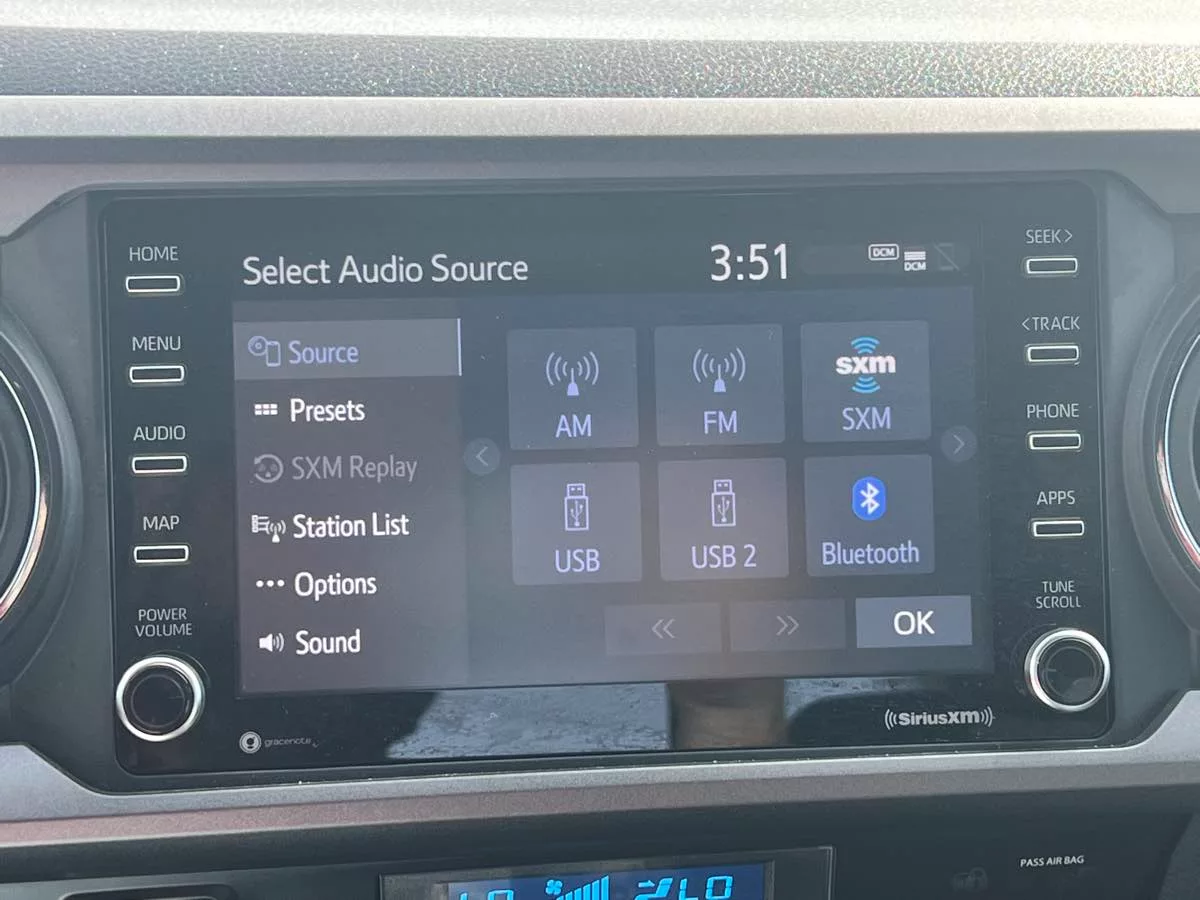 HOME
MENU
AUDIO
MAP
POWER
VOLUME
Select Audio Source
3:51
DCM
DCM
Source
Presets
SXM Replay
Station List
Options
Sound
AM
FM
sxm
SXM
USB
USB 2
Bluetooth
OK
SEEK>
<TRACK
PHONE
APPS
TUNE
SCROLL
gracenote
SiriusXM
PASS AIR BAG
LO
LO